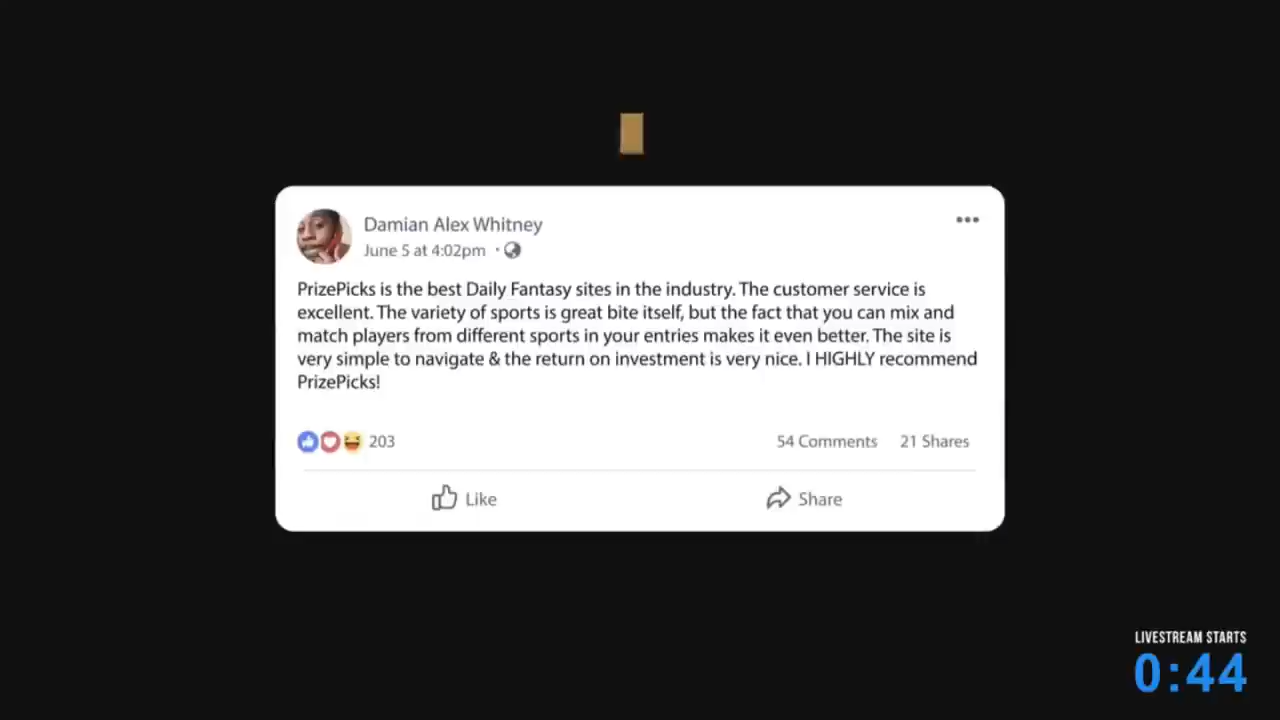 Damian Alex Whitney
June 5 at 4:02pm
PrizePicks is the best Daily Fantasy sites in the industry. The customer service is
excellent. The variety of sports is great bite itself, but the fact that you can mix and
match players from different sports in your entries makes it even better. The site is
very simple to navigate & the return on investment is very nice. I HIGHLY recommend
PrizePicks!
203
54 Comments 21 Shares
Like Share
LIVESTREAM STARTS
0:44